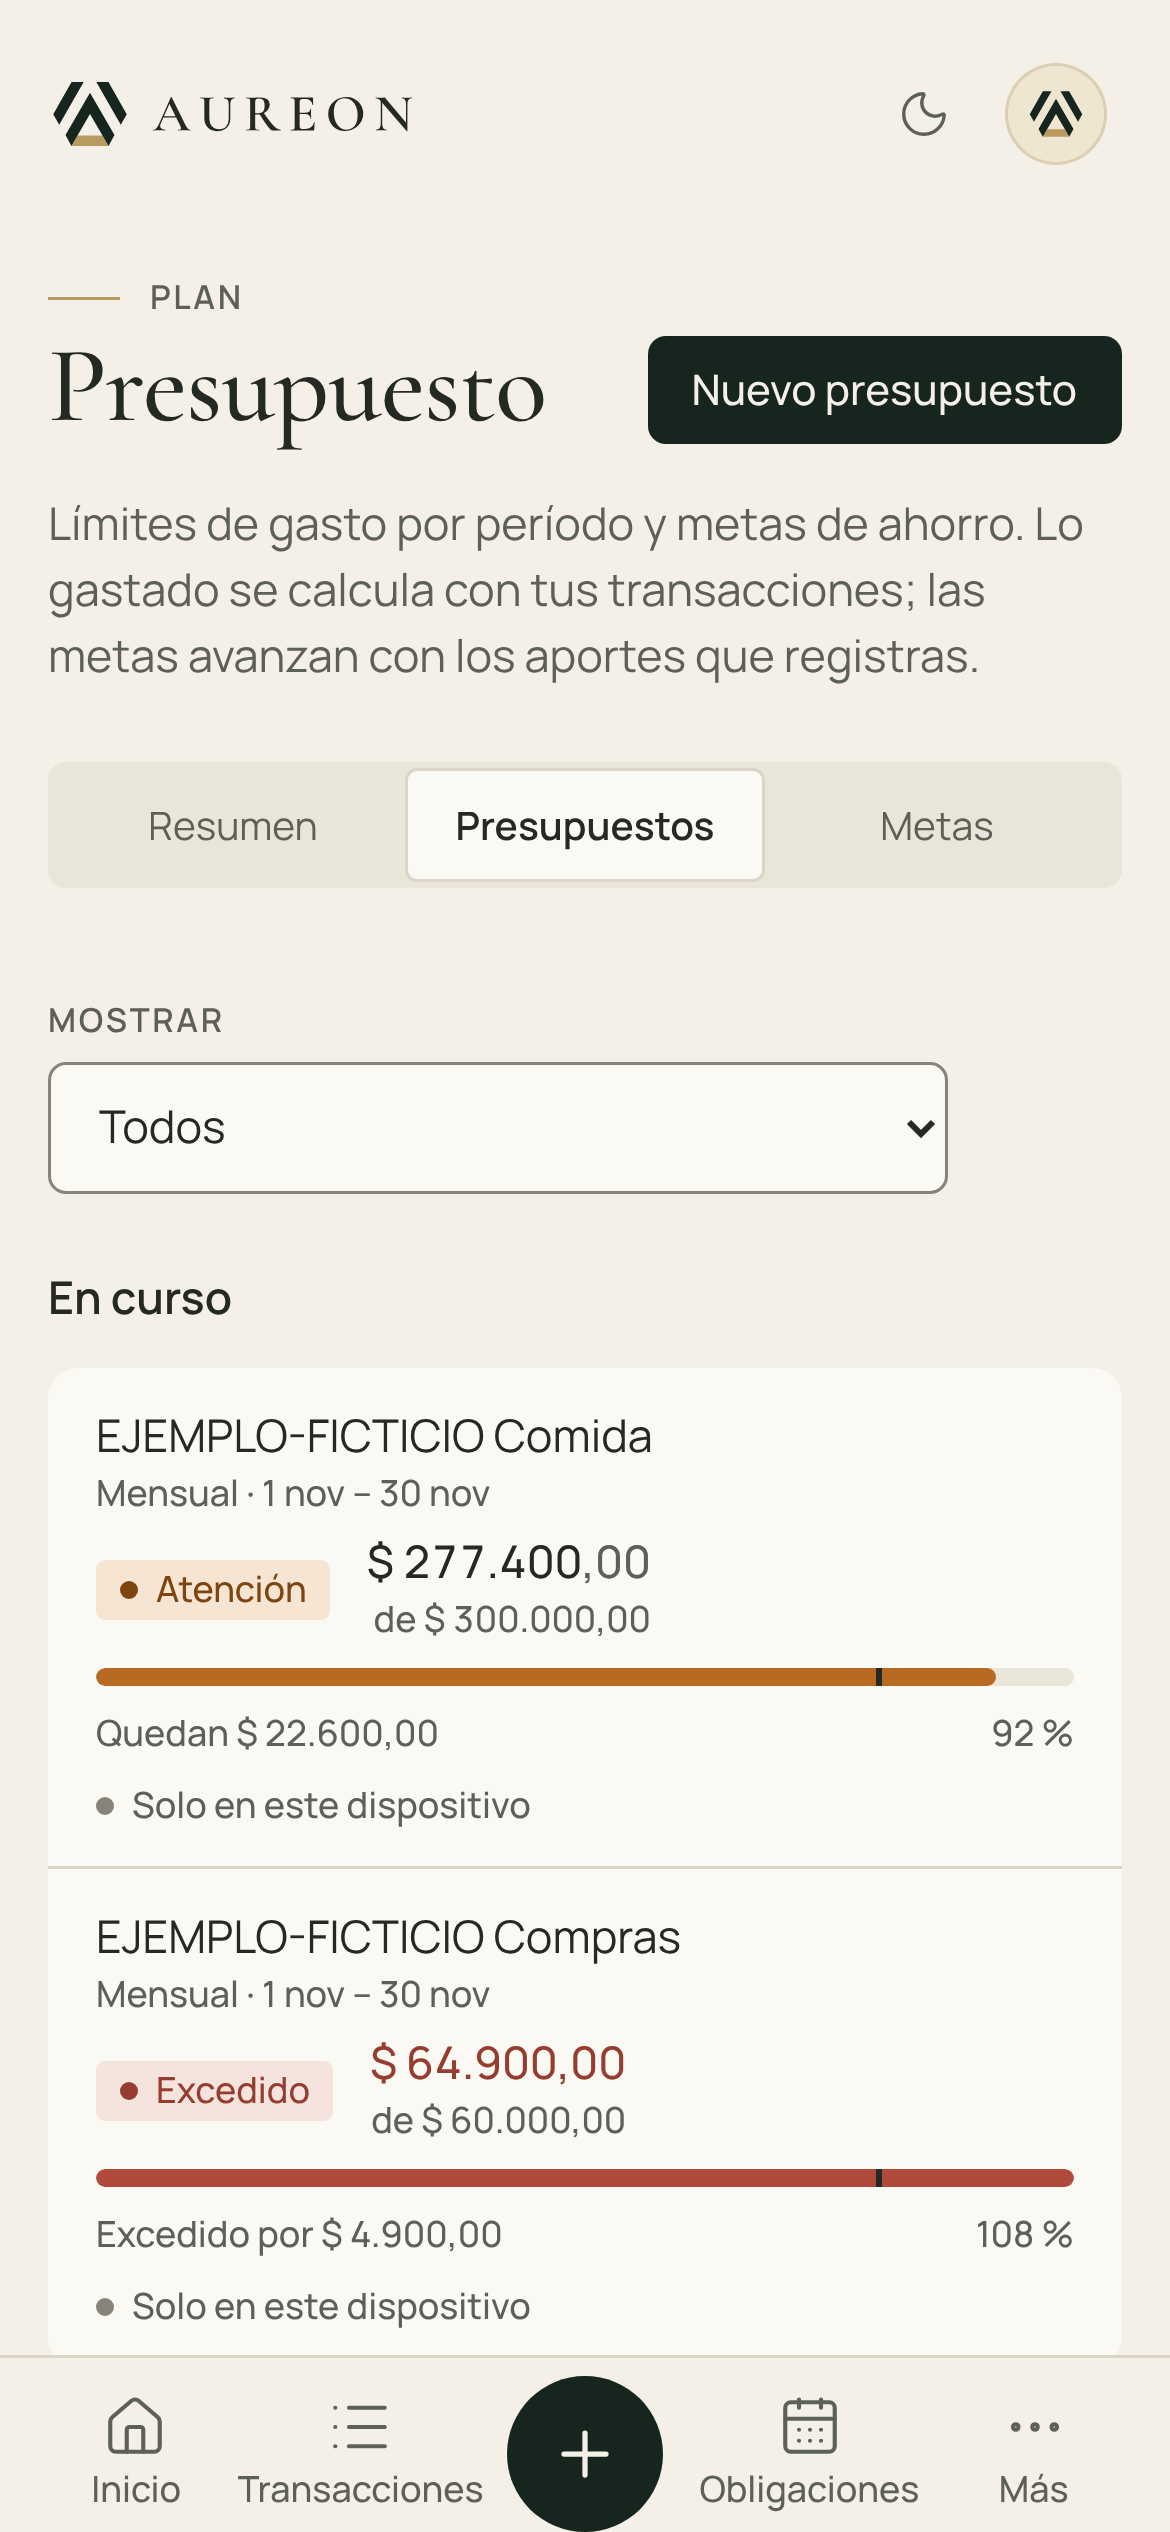 AUREON
PLAN
Presupuesto
Nuevo presupuesto
Límites de gasto por período y metas de ahorro. Lo
gastado se calcula con tus transacciones; las
metas avanzan con los aportes que registras.
Resumen
Presupuestos
Metas
MOSTRAR
Todos
En curso
EJEMPLO-FICTICIO Comida
Mensual · 1 nov – 30 nov
Atención
$ 277.400,00
de $ 300.000,00
Quedan $ 22.600,00
92 %
Solo en este dispositivo
EJEMPLO-FICTICIO Compras
Mensual · 1 nov – 30 nov
Excedido
$ 64.900,00
de $ 60.000,00
Excedido por $ 4.900,00
108 %
Solo en este dispositivo
Inicio
Transacciones
Obligaciones
Más